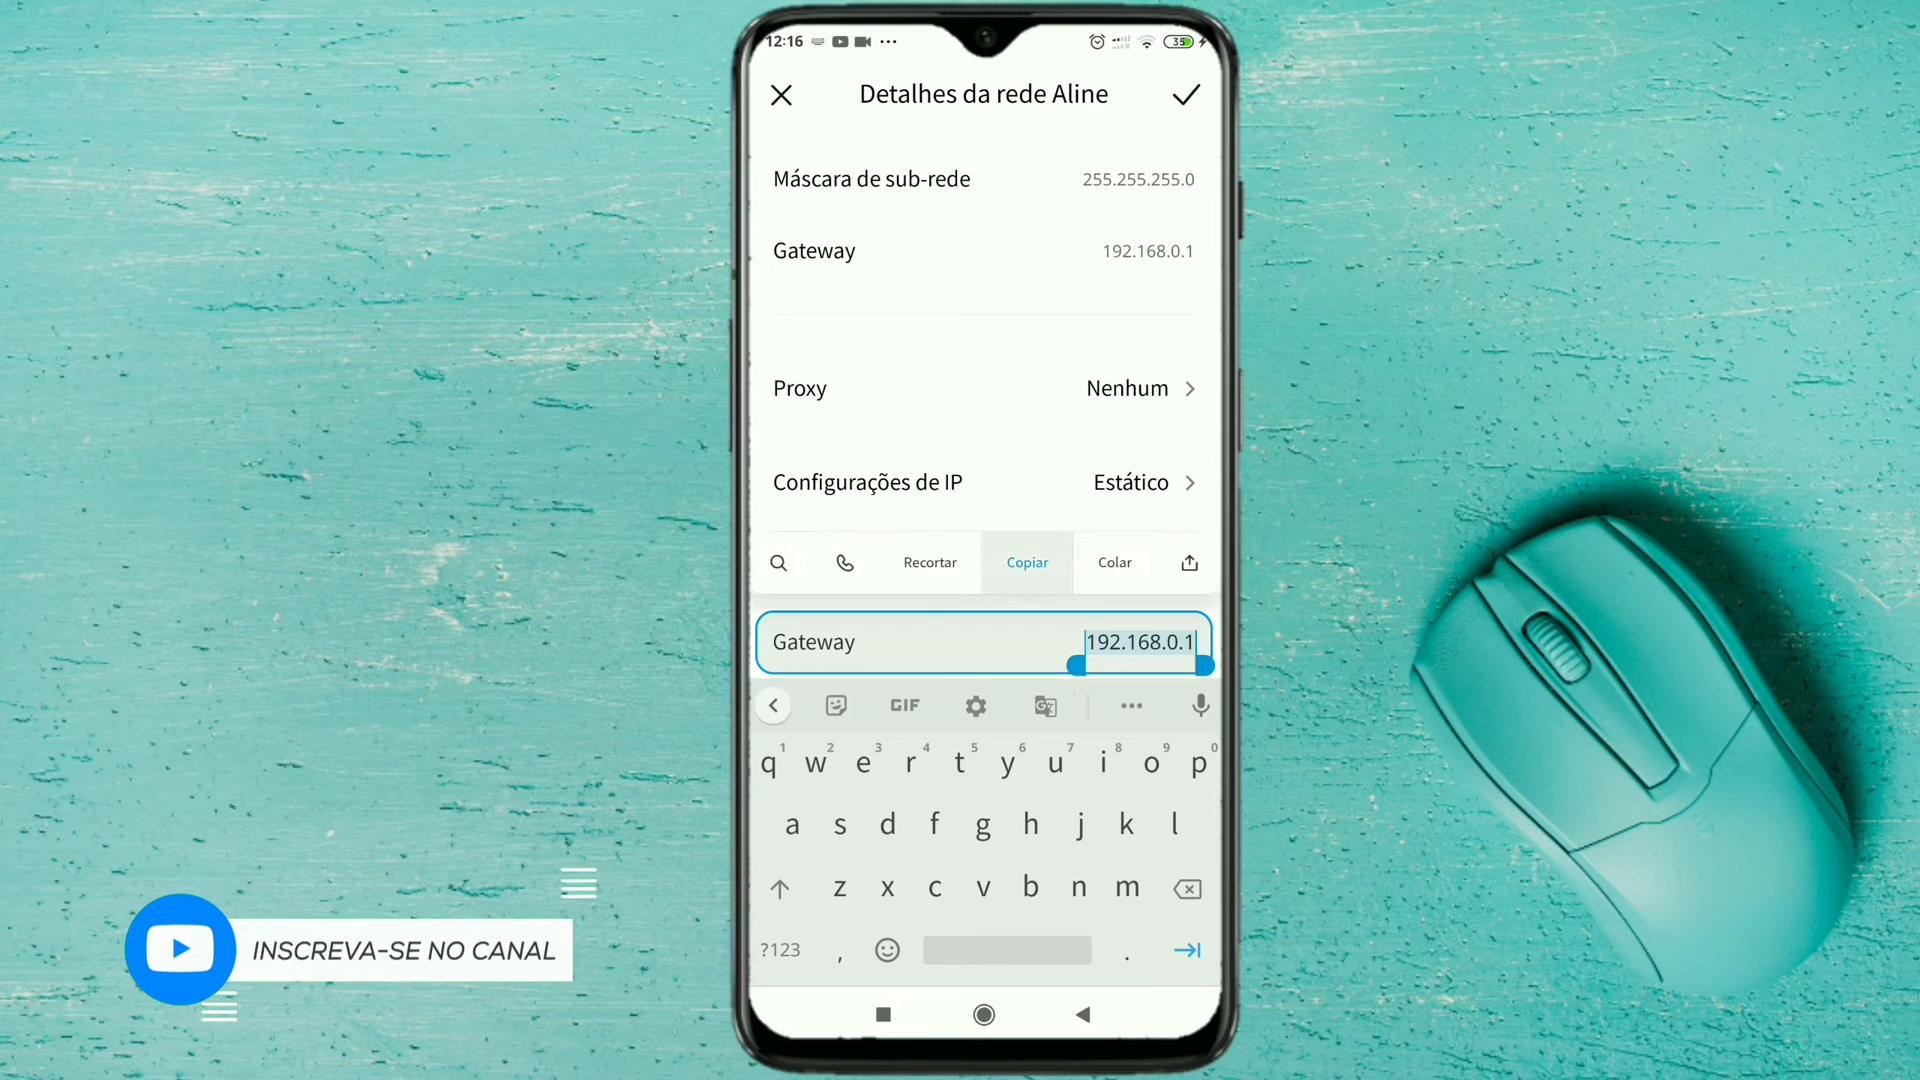 12:16
35
Detalhes da rede Aline
Máscara de sub-rede 255.255.255.0
Gateway 192.168.0.1
Proxy Nenhum
Configurações de IP Estático
Recortar Copiar Colar
Gateway 192.168.0.1
GIF
1 2 3 4 5 6 7 8 9 0
q w e r t y u i o p
a s d f g h j k l
z x c v b n m
?123 , .
INSCREVA-SE NO CANAL